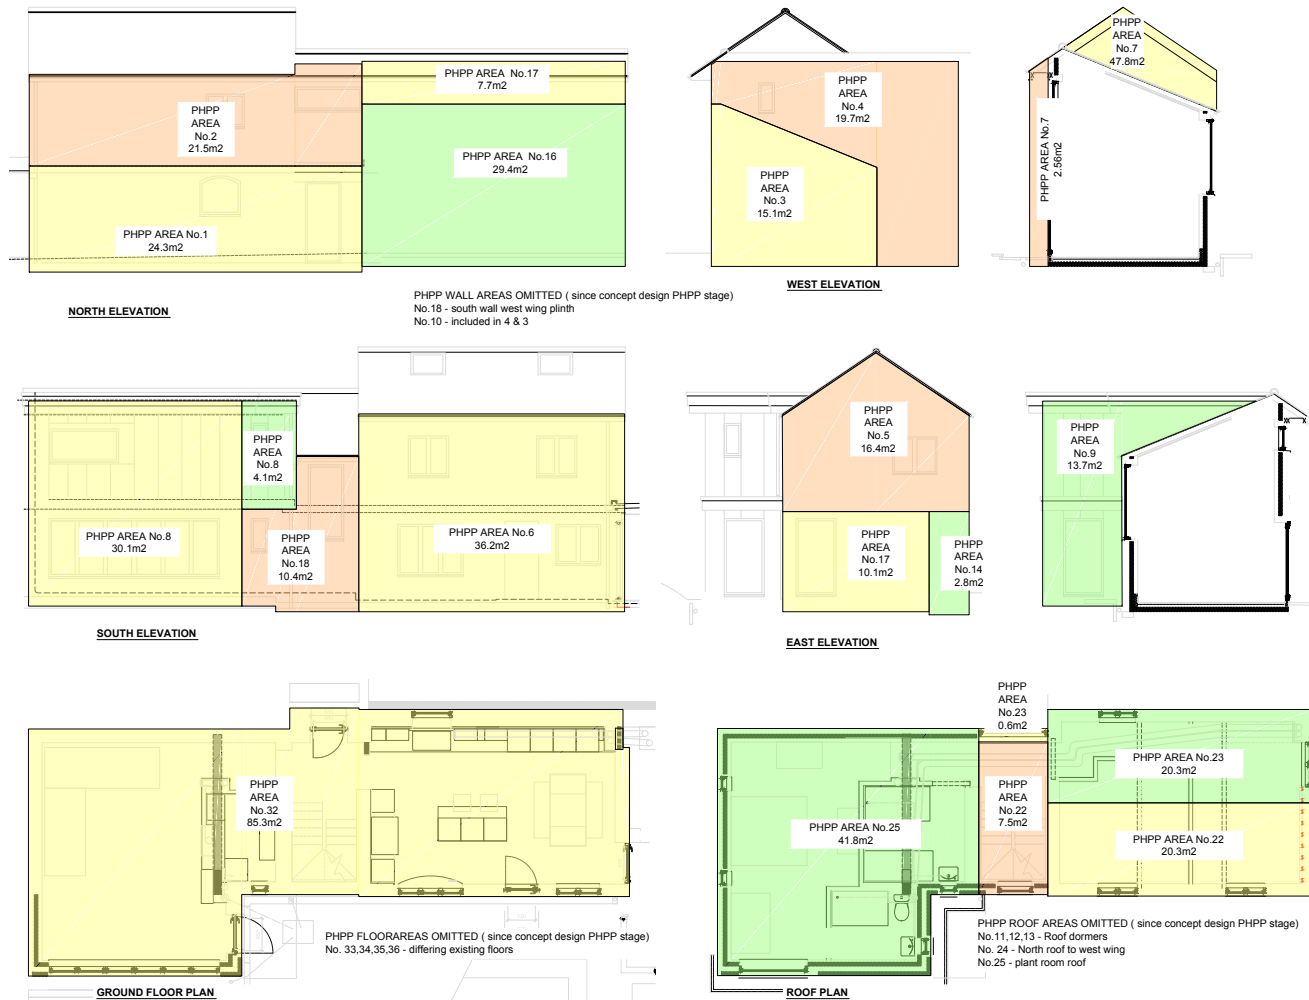 PHPP AREA No.17
7.7m2
PHPP
AREA
No.2
21.5m2
PHPP AREA No.16
29.4m2
PHPP AREA No.1
24.3m2
NORTH ELEVATION
PHPP
AREA
No.4
19.7m2
PHPP
AREA
No.3
15.1m2
WEST ELEVATION
PHPP
AREA
No.7
47.8m2
PHPP AREA No.7
2.56m2
PHPP WALL AREAS OMITTED ( since concept design PHPP stage)
No.18 - south wall west wing plinth
No.10 - included in 4 & 3
PHPP
AREA
No.8
4.1m2
PHPP AREA No.8
30.1m2
PHPP
AREA
No.18
10.4m2
PHPP AREA No.6
36.2m2
SOUTH ELEVATION
PHPP
AREA
No.5
16.4m2
PHPP
AREA
No.17
10.1m2
PHPP
AREA
No.14
2.8m2
EAST ELEVATION
PHPP
AREA
No.9
13.7m2
PHPP
AREA
No.32
85.3m2
PHPP FLOORAREAS OMITTED ( since concept design PHPP stage)
No. 33,34,35,36 - differing existing floors
GROUND FLOOR PLAN
PHPP
AREA
No.23
0.6m2
PHPP AREA No.23
20.3m2
PHPP
AREA
No.22
7.5m2
PHPP AREA No.25
41.8m2
PHPP AREA No.22
20.3m2
PHPP ROOF AREAS OMITTED ( since concept design PHPP stage)
No.11,12,13 - Roof dormers
No. 24 - North roof to west wing
No.25 - plant room roof
ROOF PLAN